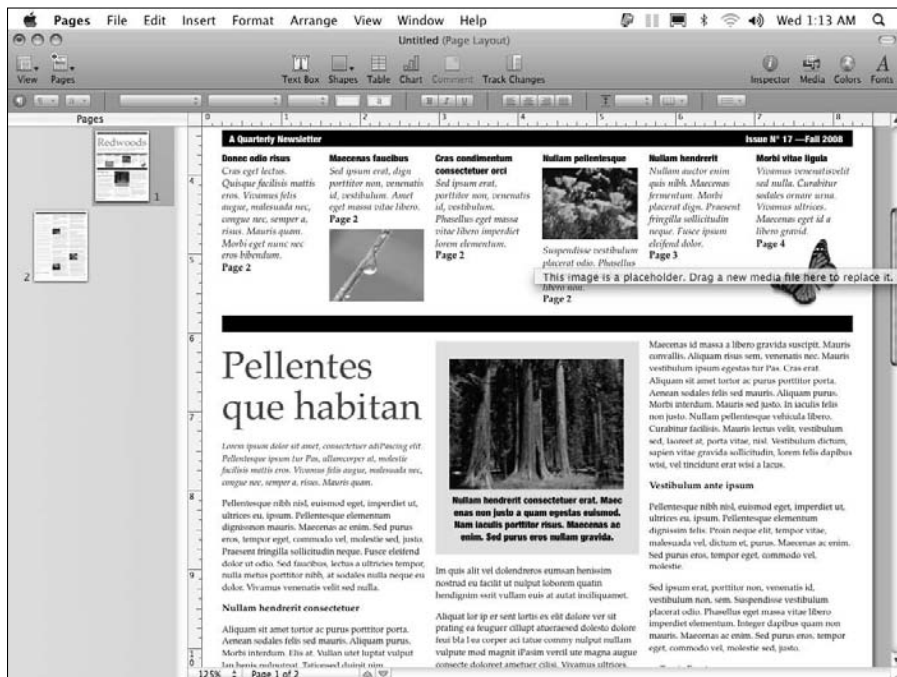 Pages File Edit Insert Format Arrange View Window Help Wed 1:13 AM
Untitled (Page Layout)
View Pages Text Box Shapes Table Chart Comment Track Changes Inspector Media Colors Fonts
Pages
Redwoods
1
2
A Quarterly Newsletter Issue N° 17 —Fall 2008
Donec odio risus
Cras eget lectus.
Quisque facilisis mattis
eros. Vivamus felis
augue, malesuada nec,
congue nec, semper a,
risus. Mauris quam.
Morbi eget nunc nec
eros bibendum.
Page 2
Maecenas faucibus
Sed ipsum erat, dign
porttitor non, venenatis
id, vestibulum. Amet
eget massa vitae libero.
Page 2
Cras condimentum
consectetuer orci
Sed ipsum erat,
porttitor non, venenatis
id, vestibulum.
Phasellus eget massa
vitae libero imperdiet
lorem elementum.
Page 2
Nullam pellentesque
Suspendisse vestibulum
placerat odio. Phasellus
libero non.
Page 2
Nullam hendrerit
Nullam auctor enim
quis nibh. Maecenas
fermentum. Morbi
placerat dign. Praesent
fringilla sollicitudin
neque. Fusce ipsum
eleifend dolor.
Page 3
Morbi vitae ligula
Vivamus venenatisvelit
sed nulla. Curabitur
sodales ornare urna.
Vivamus ultrices.
Maecenas eget id a
libero gravid.
Page 4
This image is a placeholder. Drag a new media file here to replace it.
Pellentes
que habitan
Lorem ipsum dolor sit amet, consectetuer adiPascing elit.
Pellentesque ipsum tur Pas, ullamcorper at, molestie
facilisis mattis eros. Vivamus felis augue, malesuada nec,
congue nec, semper a, risus. Mauris quam.
Pellentesque nibh nisl, euismod eget, imperdiet ut,
ultrices eu, ipsum. Pellentesque elementum
dignisseon mauris. Maecenas ac enim. Sed purus
eros, tempor eget, commodo vel, molestie sed, justo.
Praesent fringilla sollicitudin neque. Fusce eleifend
dolor ut odio. Sed faucibus, lectus a ultricies tempor,
nulla metus porttitor nibh, at sodales nulla neque eu
dolor. Vivamus venenatis velit sed nulla.
Nullam hendrerit consectetuer
Aliquam sit amet tortor ac purus porttitor porta.
Aenean sodales felis sed mauris. Aliquam purus.
Morbi interdum. Elis at. Vullan utet luptat vulput
Nullam hendrerit consectetuer erat. Maec
enas non justo a quam egestas euismod.
Nam iaculis porttitor risus. Maecenas ac
enim. Sed purus eros nullam gravida.
Im quis alit vel dolendreros eumsan henissim
nostrud eu facilit ut nulput loborem quatin
hendignim esrit vullam euis at autat inciliquamet.
Aliquat lor ip er sent lortis ex elit dolore ver sit
prating ea feuguer cillapt atueraesed dolesto dolore
feut bla l ea corper aci tatue commy nulput nullam
vulpute mod magnit iPasim verril ute magna augue
consecte doloreet ametuer cilisi. Vivamus ultrices
Maecenas id massa a libero gravida suscipit. Mauris
convallis. Aliquam risus sem, venenatis nec. Mauris
vestibulum ipsum egestas tur Pas. Cras erat.
Aliquam sit amet tortor ac purus porttitor porta.
Aenean sodales felis sed mauris. Aliquam purus.
Morbi interdum. Mauris sed justo. In iaculis felis
non justo. Nullam pellentesque vehicula libero.
Curabitur facilisis. Mauris lectus velit, vestibulum
sed, laoreet at, porta vitae, nisl. Vestibulum dictum,
sapien vitae gravida sollicitudin, lorem felis dapibus
wisi, vel tincidunt erat wisi a lacus.
Vestibulum ante ipsum
Pellentesque nibh nisl, euismod eget, imperdiet ut,
ultrices eu, ipsum. Pellentesque elementum
dignissim felis. Proin neque elit, tempor vitae,
malesuada vel, dictum et, purus. Maecenas ac enim.
Sed purus eros, tempor eget, commodo vel,
molestie.
Sed ipsum erat, porttitor non, venenatis id,
vestibulum non, sem. Suspendisse vestibulum
placerat odio. Phasellus eget massa vitae libero
imperdiet elementum. Integer dapibus quam non
mauris. Maecenas ac enim. Sed purus eros, tempor
eget, commodo vel, molestie sed, justo.
125% Page 1 of 2